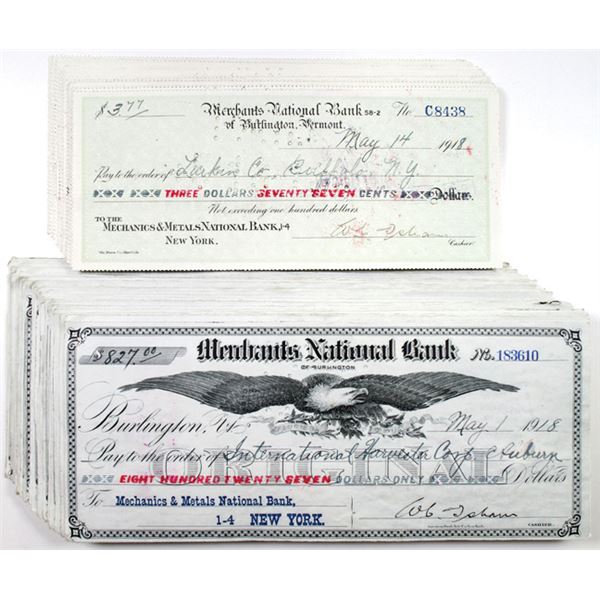 $3.77
Merchants National Bank 58-2 No C8438
of Burlington, Vermont.
May 14 1918
Pay to the order of Larkin Co, Buffalo, N.Y.
THREE DOLLARS SEVENTY SEVEN CENTS Dollars
Not exceeding one hundred dollars
TO THE
MECHANICS & METALS NATIONAL BANK, 1-4
NEW YORK.
W C Isham
Cashier
$827.00
Merchants National Bank No. 183610
OF BURLINGTON
Burlington, Vt. May 1 1918
Pay to the order of International Harvester Corp Auburn
ORIGINAL
EIGHT HUNDRED TWENTY SEVEN DOLLARS ONLY Dollars
To Mechanics & Metals National Bank,
1-4 NEW YORK.
W C Isham
CASHIER.